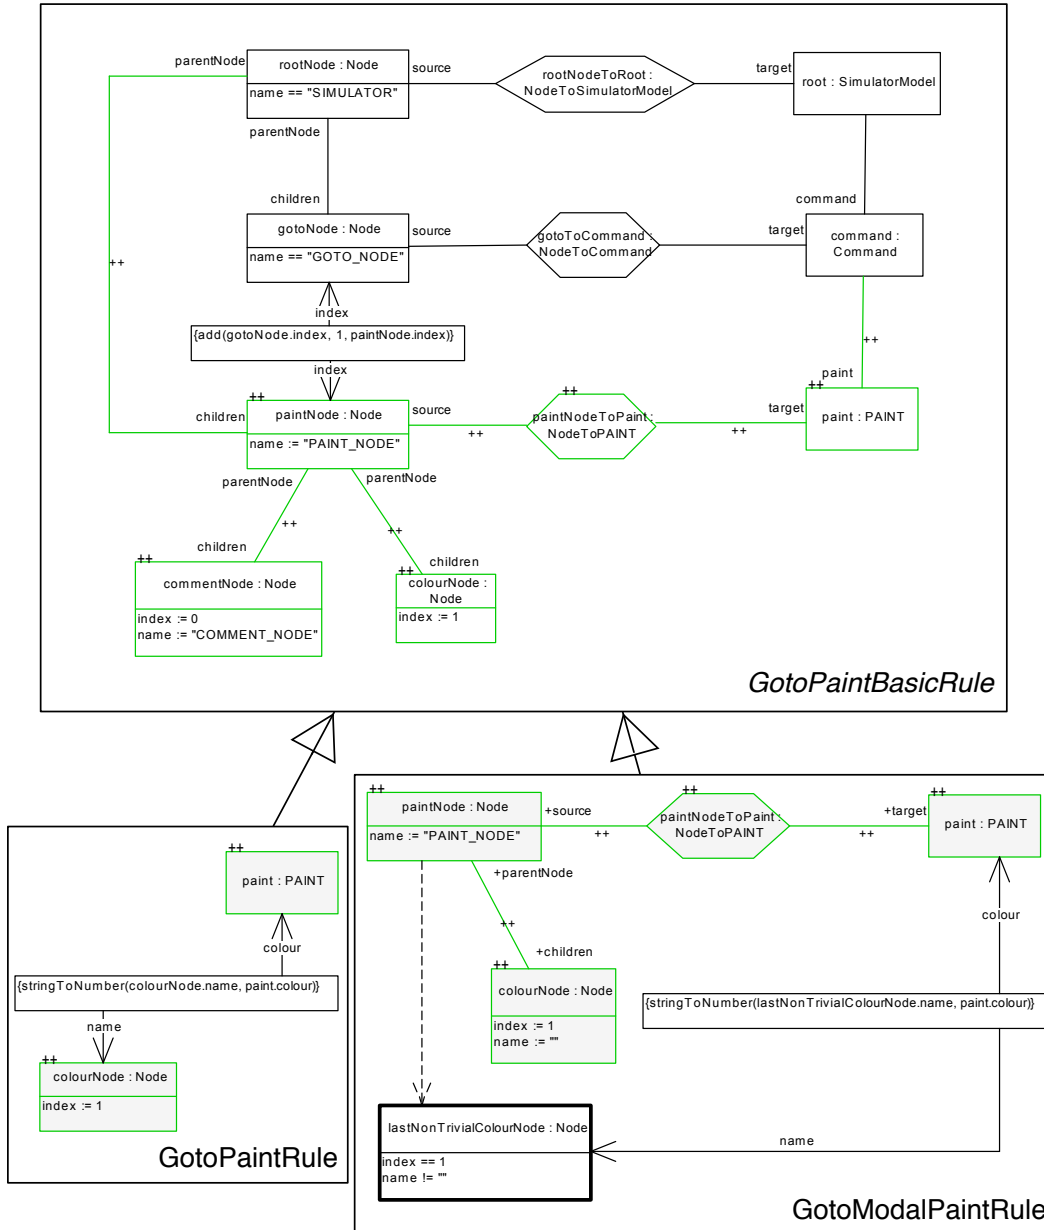 parentNode
rootNode : Node
name == "SIMULATOR"
source
rootNodeToRoot :
NodeToSimulatorModel
target
root : SimulatorModel
parentNode
children
command
gotoNode : Node
name == "GOTO_NODE"
source
gotoToCommand :
NodeToCommand
target
command :
Command
++
index
{add(gotoNode.index, 1, paintNode.index)}
index
++
paint
++
children
paintNode : Node
name := "PAINT_NODE"
source
++
++
paintNodeToPaint :
NodeToPAINT
target
++
++
paint : PAINT
parentNode
parentNode
++
++
children
children
++
commentNode : Node
index := 0
name := "COMMENT_NODE"
++
colourNode :
Node
index := 1
GotoPaintBasicRule
++
paint : PAINT
colour
{stringToNumber(colourNode.name, paint.colour)}
name
++
colourNode : Node
index := 1
GotoPaintRule
++
paintNode : Node
name := "PAINT_NODE"
+source
++
++
paintNodeToPaint :
NodeToPAINT
+target
++
++
paint : PAINT
+parentNode
++
+children
colour
++
colourNode : Node
index := 1
name := ""
{stringToNumber(lastNonTrivialColourNode.name, paint.colour)}
lastNonTrivialColourNode : Node
index == 1
name != ""
name
GotoModalPaintRule